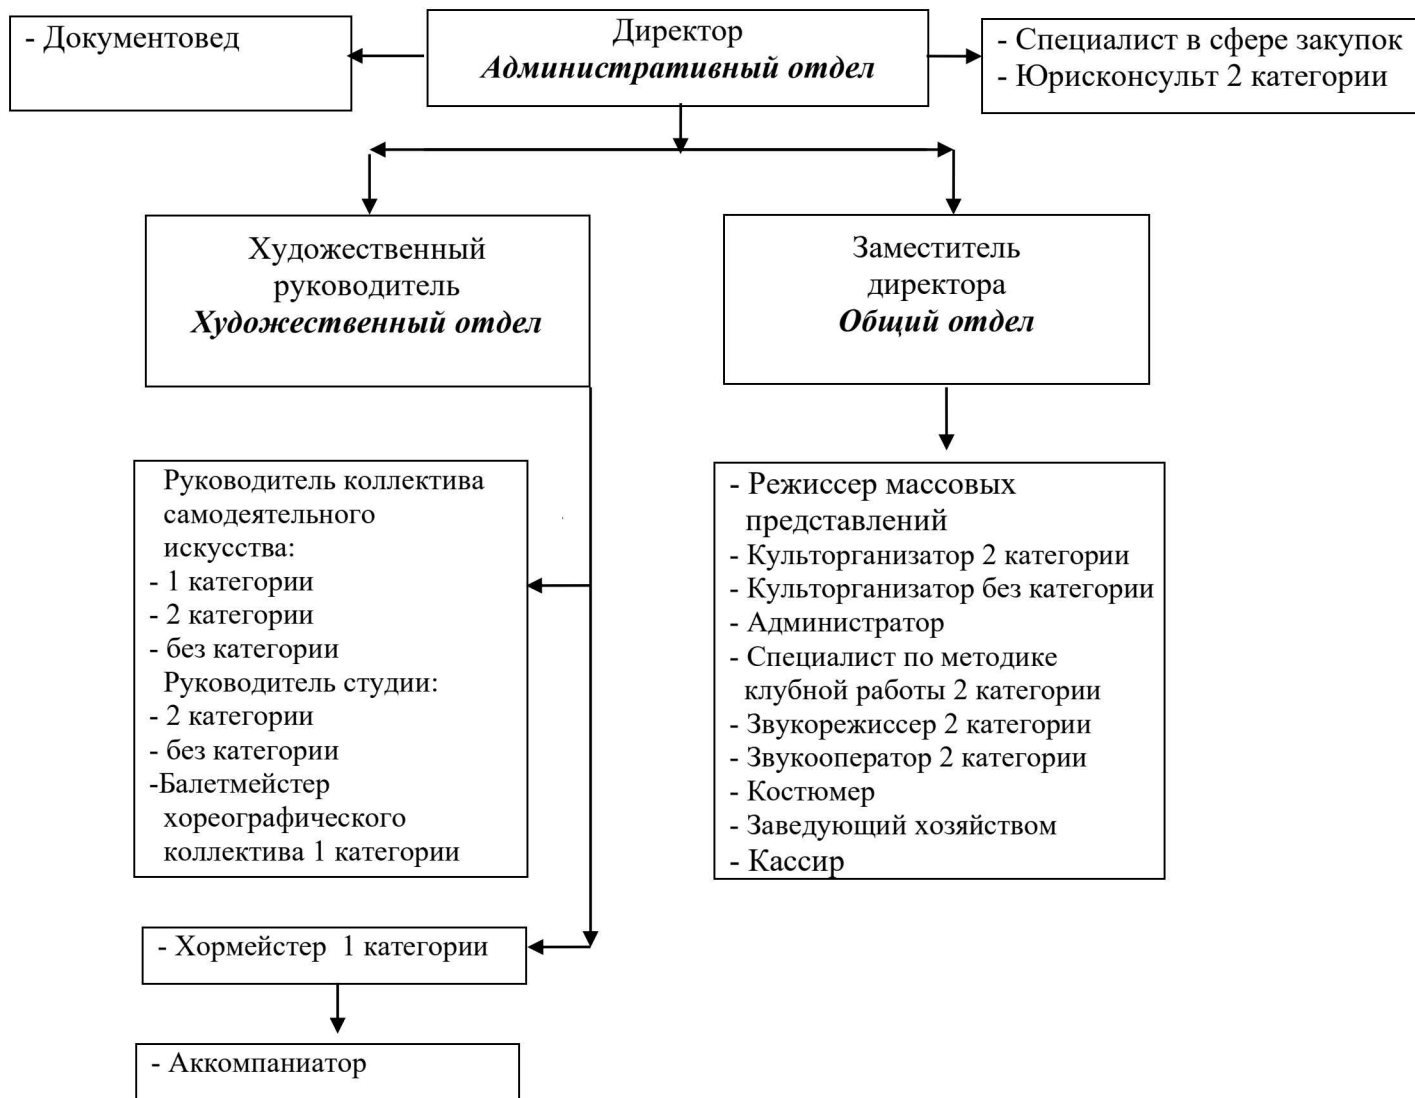 - Документовед
Директор
Административный отдел
- Специалист в сфере закупок
- Юрисконсульт 2 категории
Художественный
руководитель
Художественный отдел
Заместитель
директора
Общий отдел
Руководитель коллектива
самодеятельного
искусства:
- 1 категории
- 2 категории
- без категории
Руководитель студии:
- 2 категории
- без категории
-Балетмейстер
хореографического
коллектива 1 категории
- Режиссер массовых
представлений
- Культорганизатор 2 категории
- Культорганизатор без категории
- Администратор
- Специалист по методике
клубной работы 2 категории
- Звукорежиссер 2 категории
- Звукооператор 2 категории
- Костюмер
- Заведующий хозяйством
- Кассир
- Хормейстер  1 категории
- Аккомпаниатор